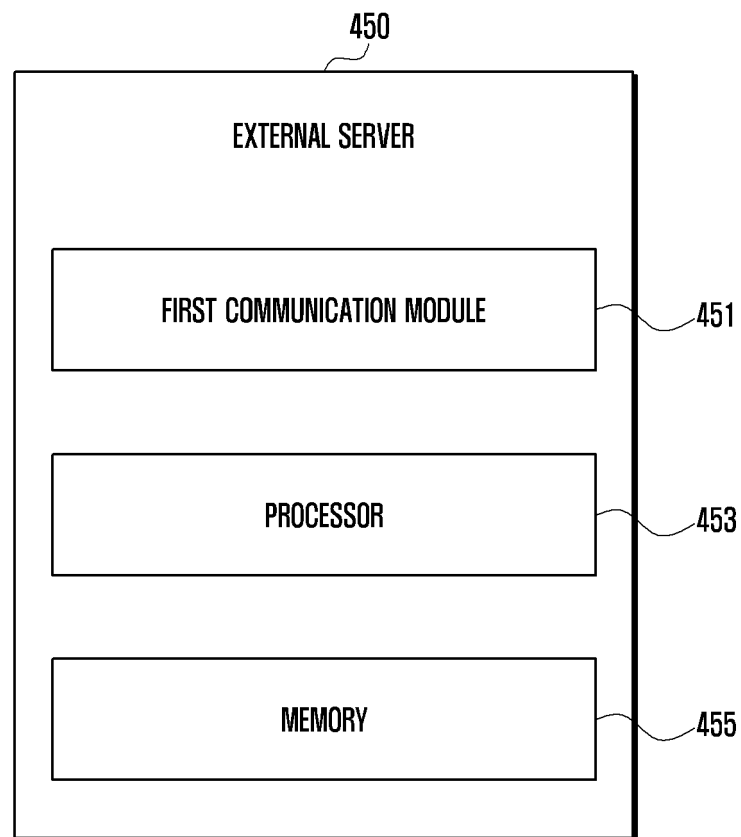 450
EXTERNAL SERVER
FIRST COMMUNICATION MODULE
451
PROCESSOR
453
MEMORY
455